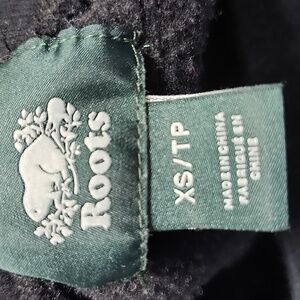 Roots
XS/TP
MADE IN CHINA
FABRIQUÉ EN
CHINE